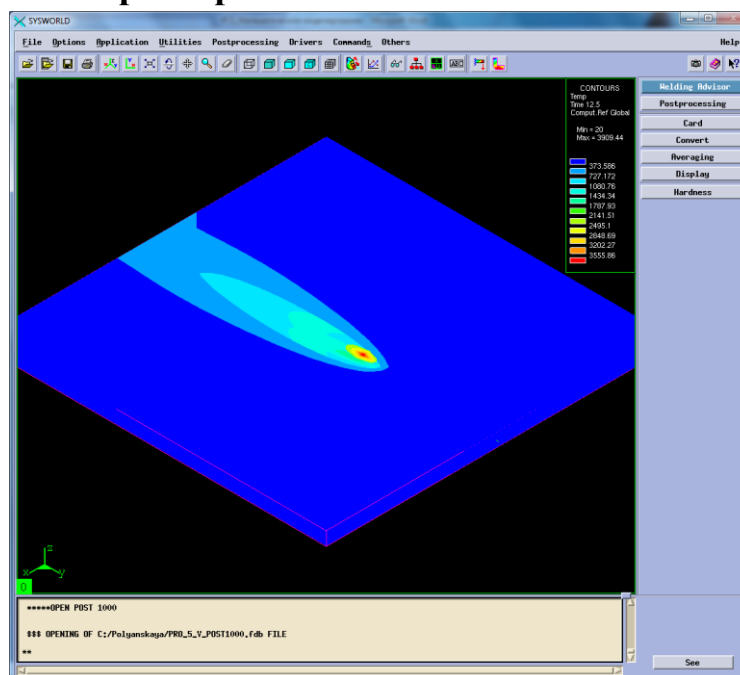 SYSWORLD
File Options Application Utilities Postprocessing Drivers Commands Others Help
CONTOURS
Temp
Time 12.5
Comput.Ref Global
Min = 20
Max = 3909.44
373.586
727.172
1080.76
1434.34
1787.93
2141.51
2495.1
2848.69
3202.27
3555.86
Welding Advisor
Postprocessing
Card
Convert
Averaging
Display
Hardness
z
x y
0
*****OPEN POST 1000
$$$ OPENING OF C:/Polyanskaya/PRO_5_V_POST1000.fdb FILE
**
See